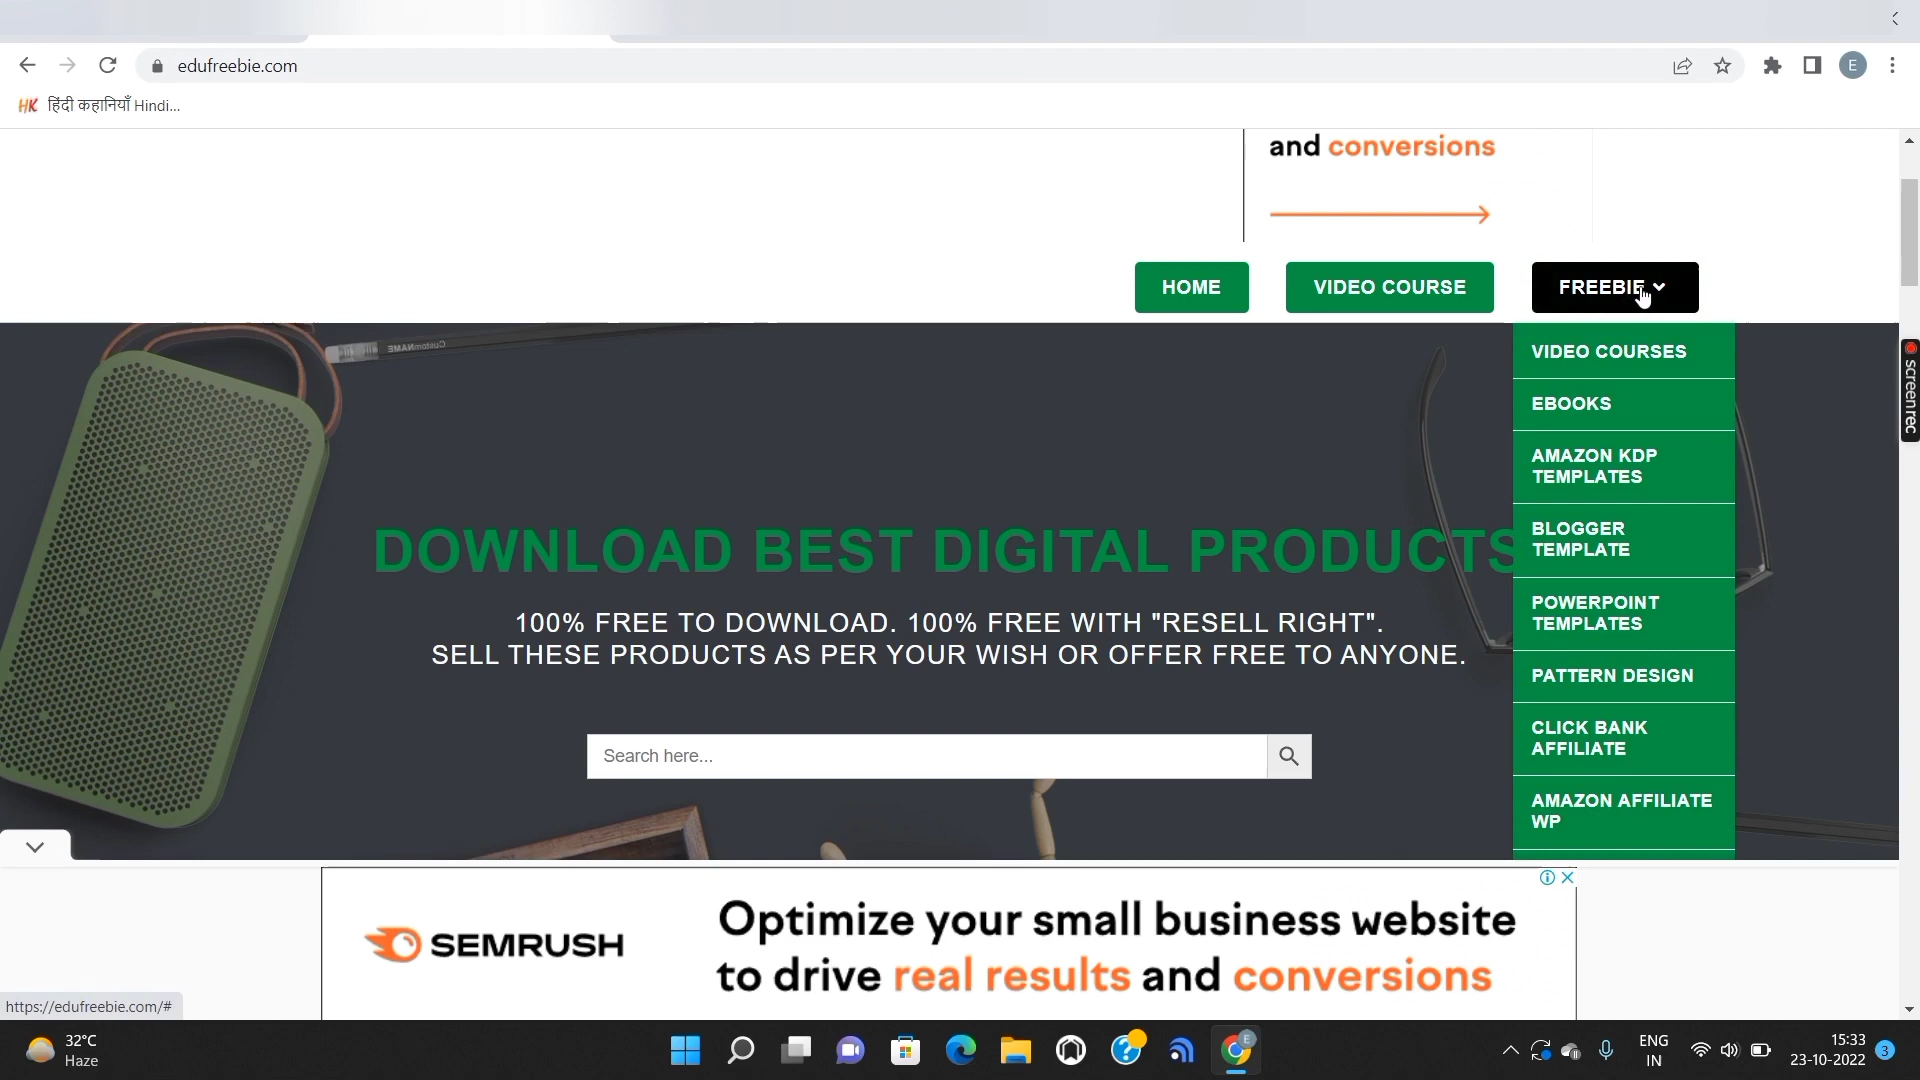 edufreebie.com
E
HK हिंदी कहानियाँ Hindi...
and conversions
HOME
VIDEO COURSE
FREEBIE
VIDEO COURSES
EBOOKS
AMAZON KDP
TEMPLATES
BLOGGER
TEMPLATE
POWERPOINT
TEMPLATES
PATTERN DESIGN
CLICK BANK
AFFILIATE
AMAZON AFFILIATE
WP
screenrec
CustomNAME
DOWNLOAD BEST DIGITAL PRODUCTS
100% FREE TO DOWNLOAD. 100% FREE WITH "RESELL RIGHT".
SELL THESE PRODUCTS AS PER YOUR WISH OR OFFER FREE TO ANYONE.
Search here...
SEMRUSH
Optimize your small business website
to drive real results and conversions
https://edufreebie.com/#
32°C
Haze
E
ENG
IN
15:33
23-10-2022
3